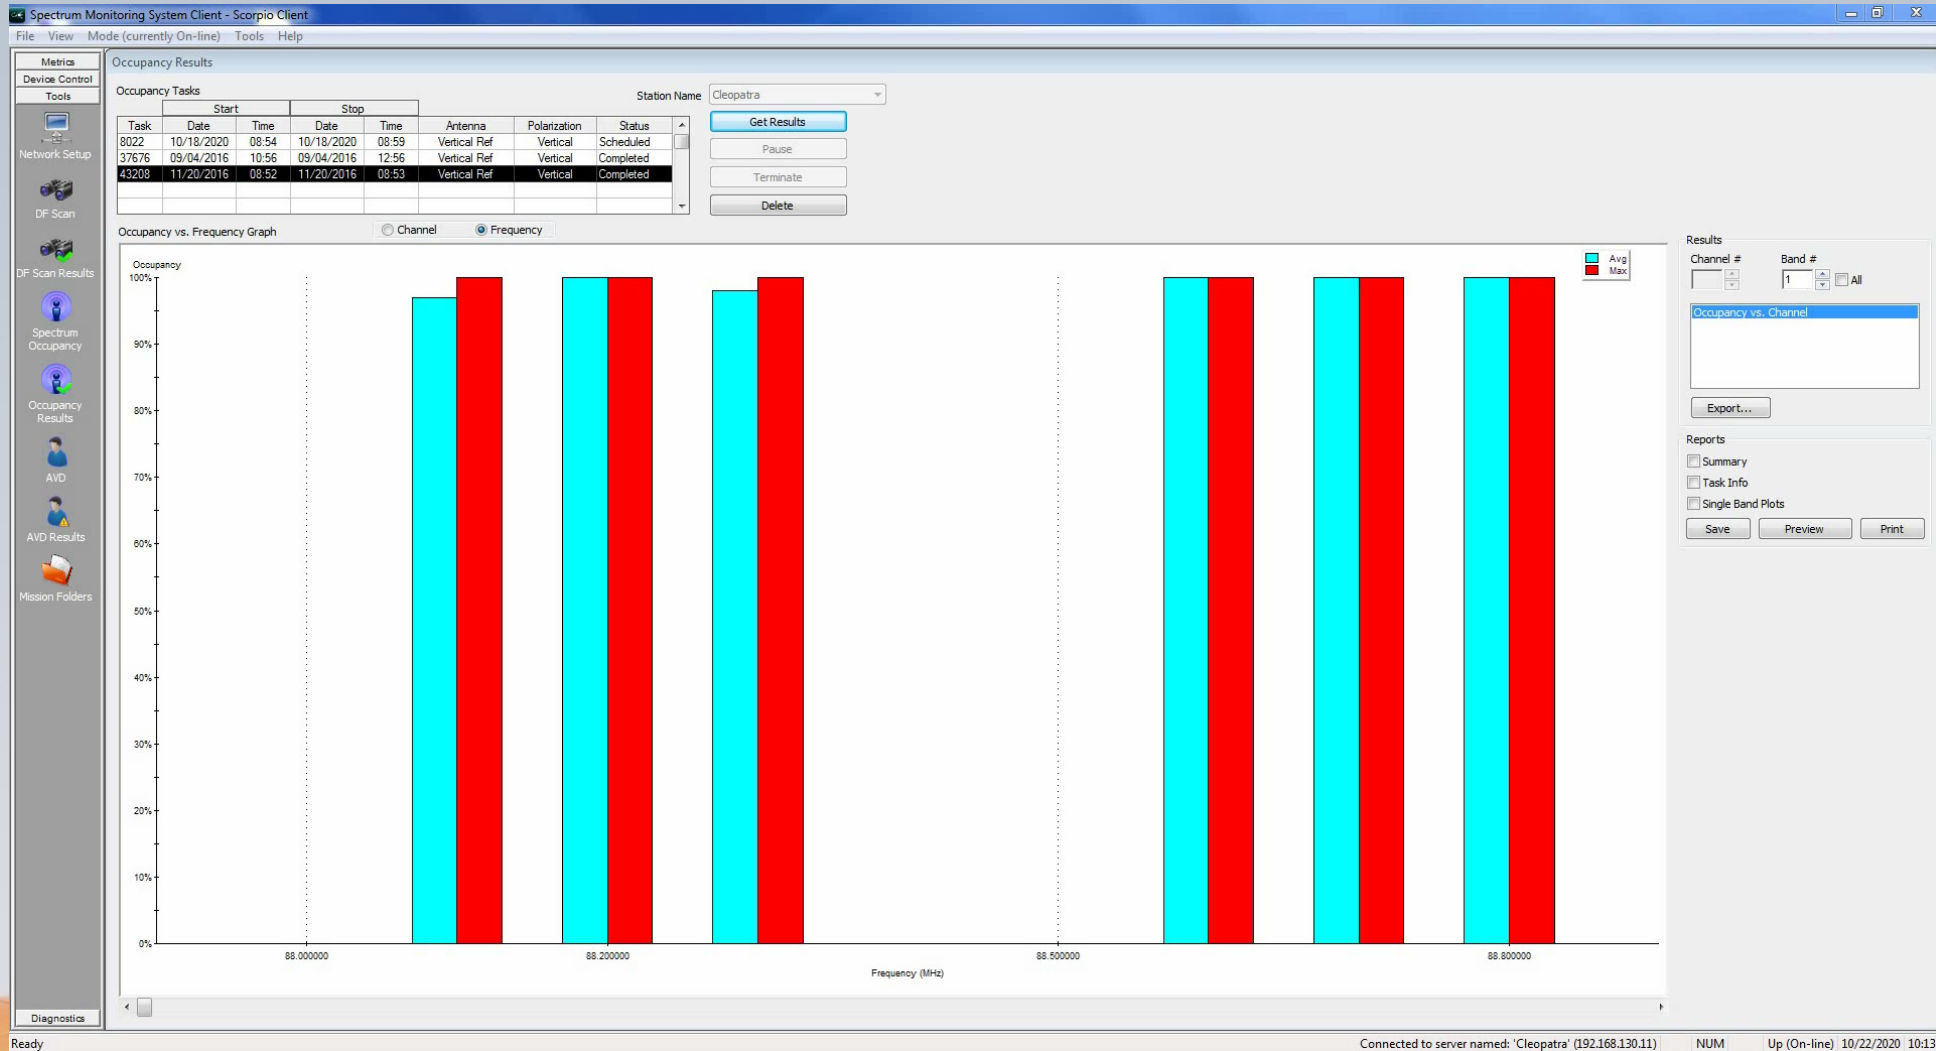 Spectrum Monitoring System Client - Scorpio Client
File View Mode (currently On-line) Tools Help
Metrics
Device Control
Tools
Network Setup
DF Scan
DF Scan Results
Spectrum
Occupancy
Occupancy
Results
AVD
AVD Results
Mission Folders
Diagnostics
Occupancy Results
Occupancy Tasks
Start Stop
Task Date Time Date Time Antenna Polarization Status
8022 10/18/2020 08:54 10/18/2020 08:59 Vertical Ref Vertical Scheduled
37676 09/04/2016 10:56 09/04/2016 12:56 Vertical Ref Vertical Completed
43208 11/20/2016 08:52 11/20/2016 08:53 Vertical Ref Vertical Completed
Station Name Cleopatra
Get Results
Pause
Terminate
Delete
Occupancy vs. Frequency Graph Channel Frequency
Occupancy
100%
90%
80%
70%
60%
50%
40%
30%
20%
10%
0%
88.000000 88.200000 88.500000 88.800000
Frequency (MHz)
Avg
Max
Results
Channel # Band #
1 All
Occupancy vs. Channel
Export...
Reports
Summary
Task Info
Single Band Plots
Save Preview Print
Ready Connected to server named: 'Cleopatra' (192.168.130.11) NUM Up (On-line) 10/22/2020 10:13